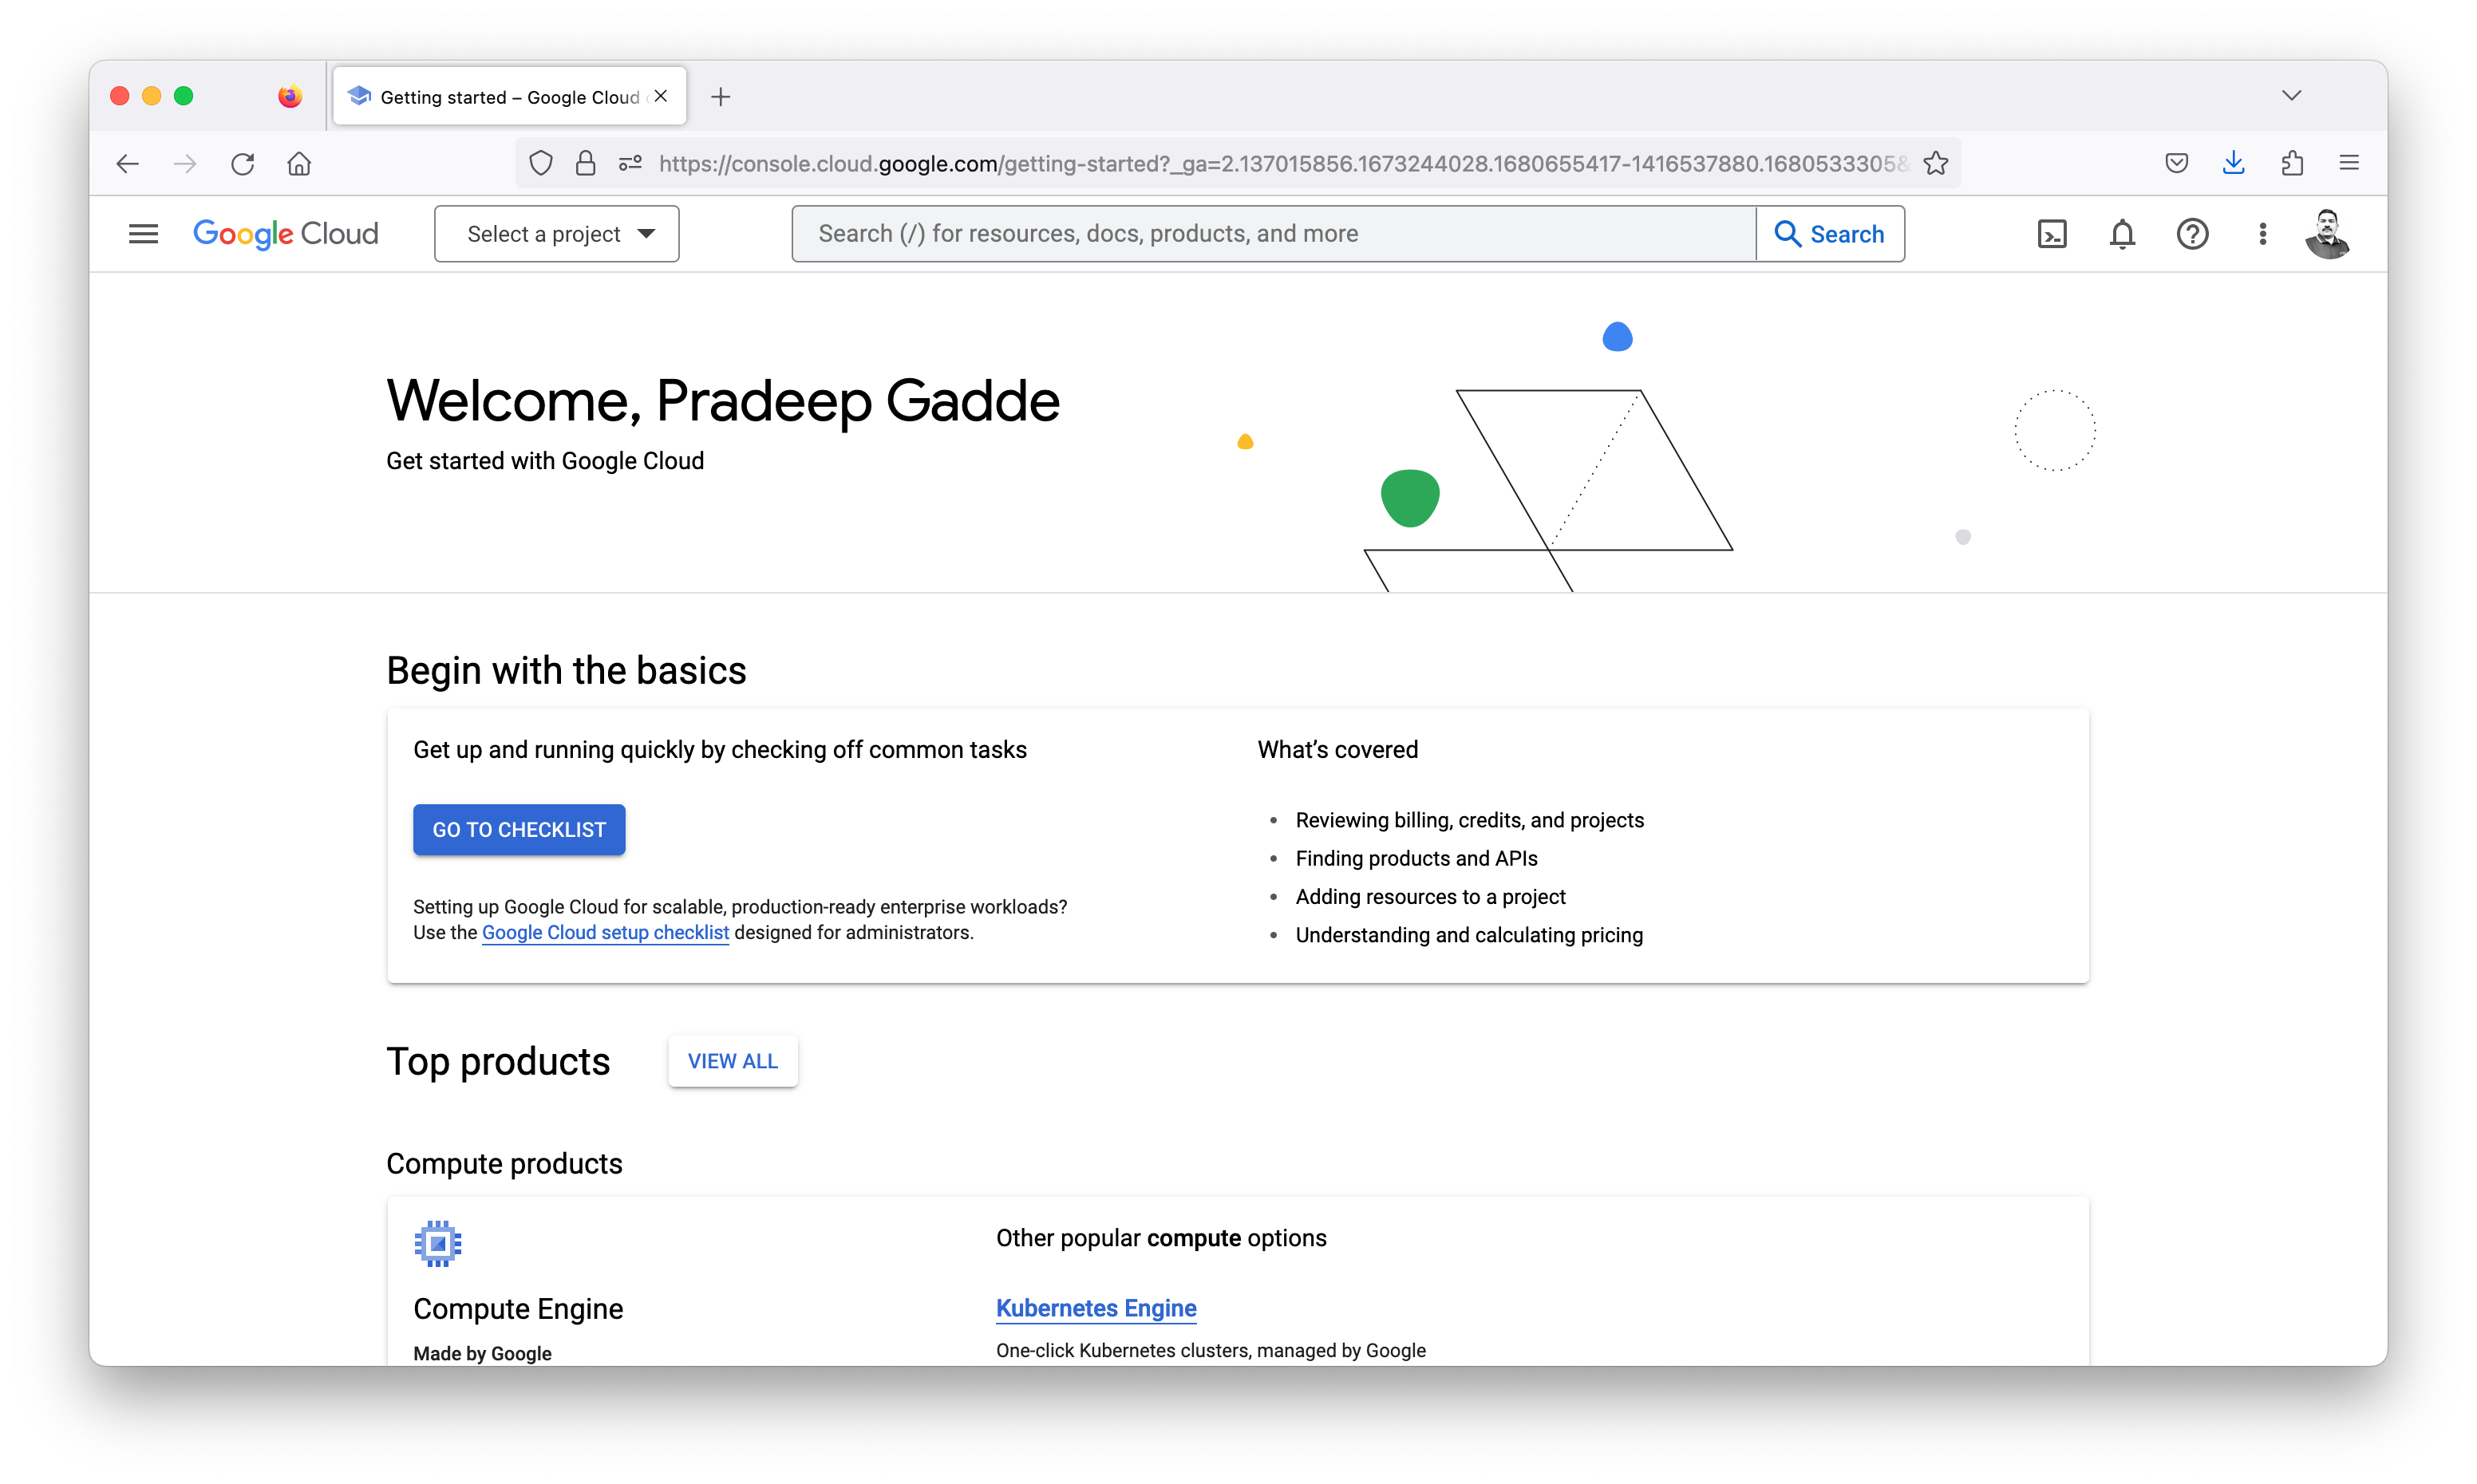 Getting started – Google Cloud
https://console.cloud.google.com/getting-started?_ga=2.137015856.1673244028.1680655417-1416537880.1680533305&
Google Cloud
Select a project
Search (/) for resources, docs, products, and more
Search
Welcome, Pradeep Gadde
Get started with Google Cloud
Begin with the basics
Get up and running quickly by checking off common tasks
GO TO CHECKLIST
Setting up Google Cloud for scalable, production-ready enterprise workloads?
Use the Google Cloud setup checklist designed for administrators.
What’s covered
• Reviewing billing, credits, and projects
• Finding products and APIs
• Adding resources to a project
• Understanding and calculating pricing
Top products
VIEW ALL
Compute products
Compute Engine
Made by Google
Other popular compute options
Kubernetes Engine
One-click Kubernetes clusters, managed by Google